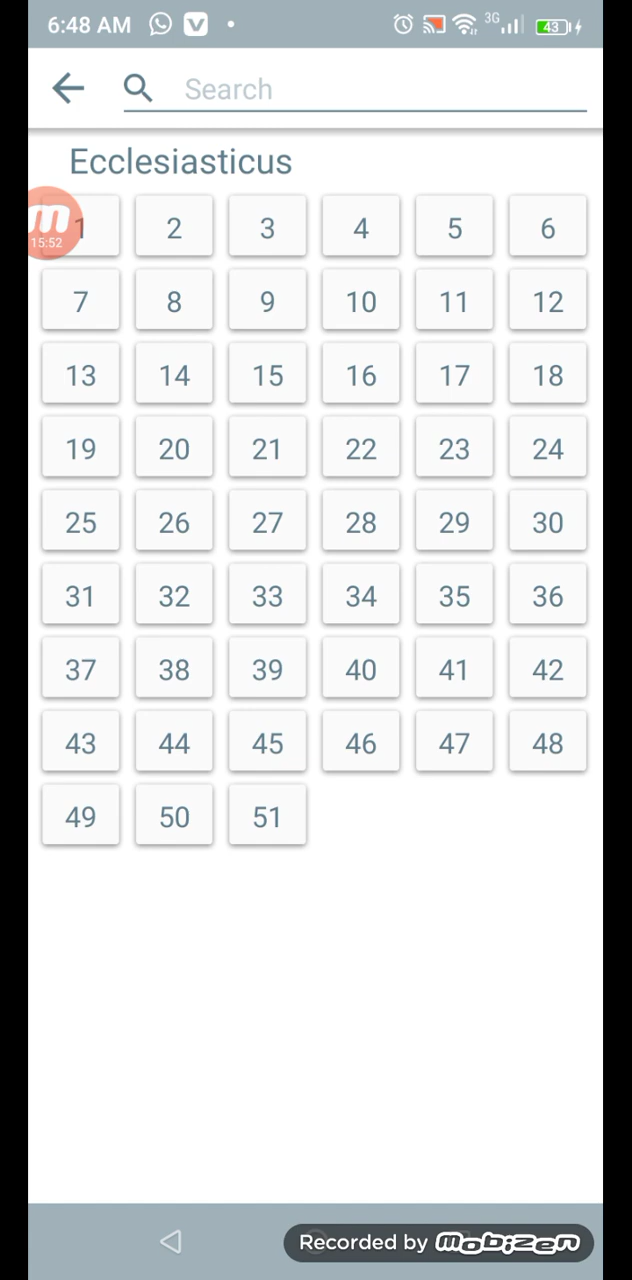 6:48 AM 3G 43
Search
Ecclesiasticus
m 1 2 3 4 5 6
15:52
7 8 9 10 11 12
13 14 15 16 17 18
19 20 21 22 23 24
25 26 27 28 29 30
31 32 33 34 35 36
37 38 39 40 41 42
43 44 45 46 47 48
49 50 51
Recorded by mobizen